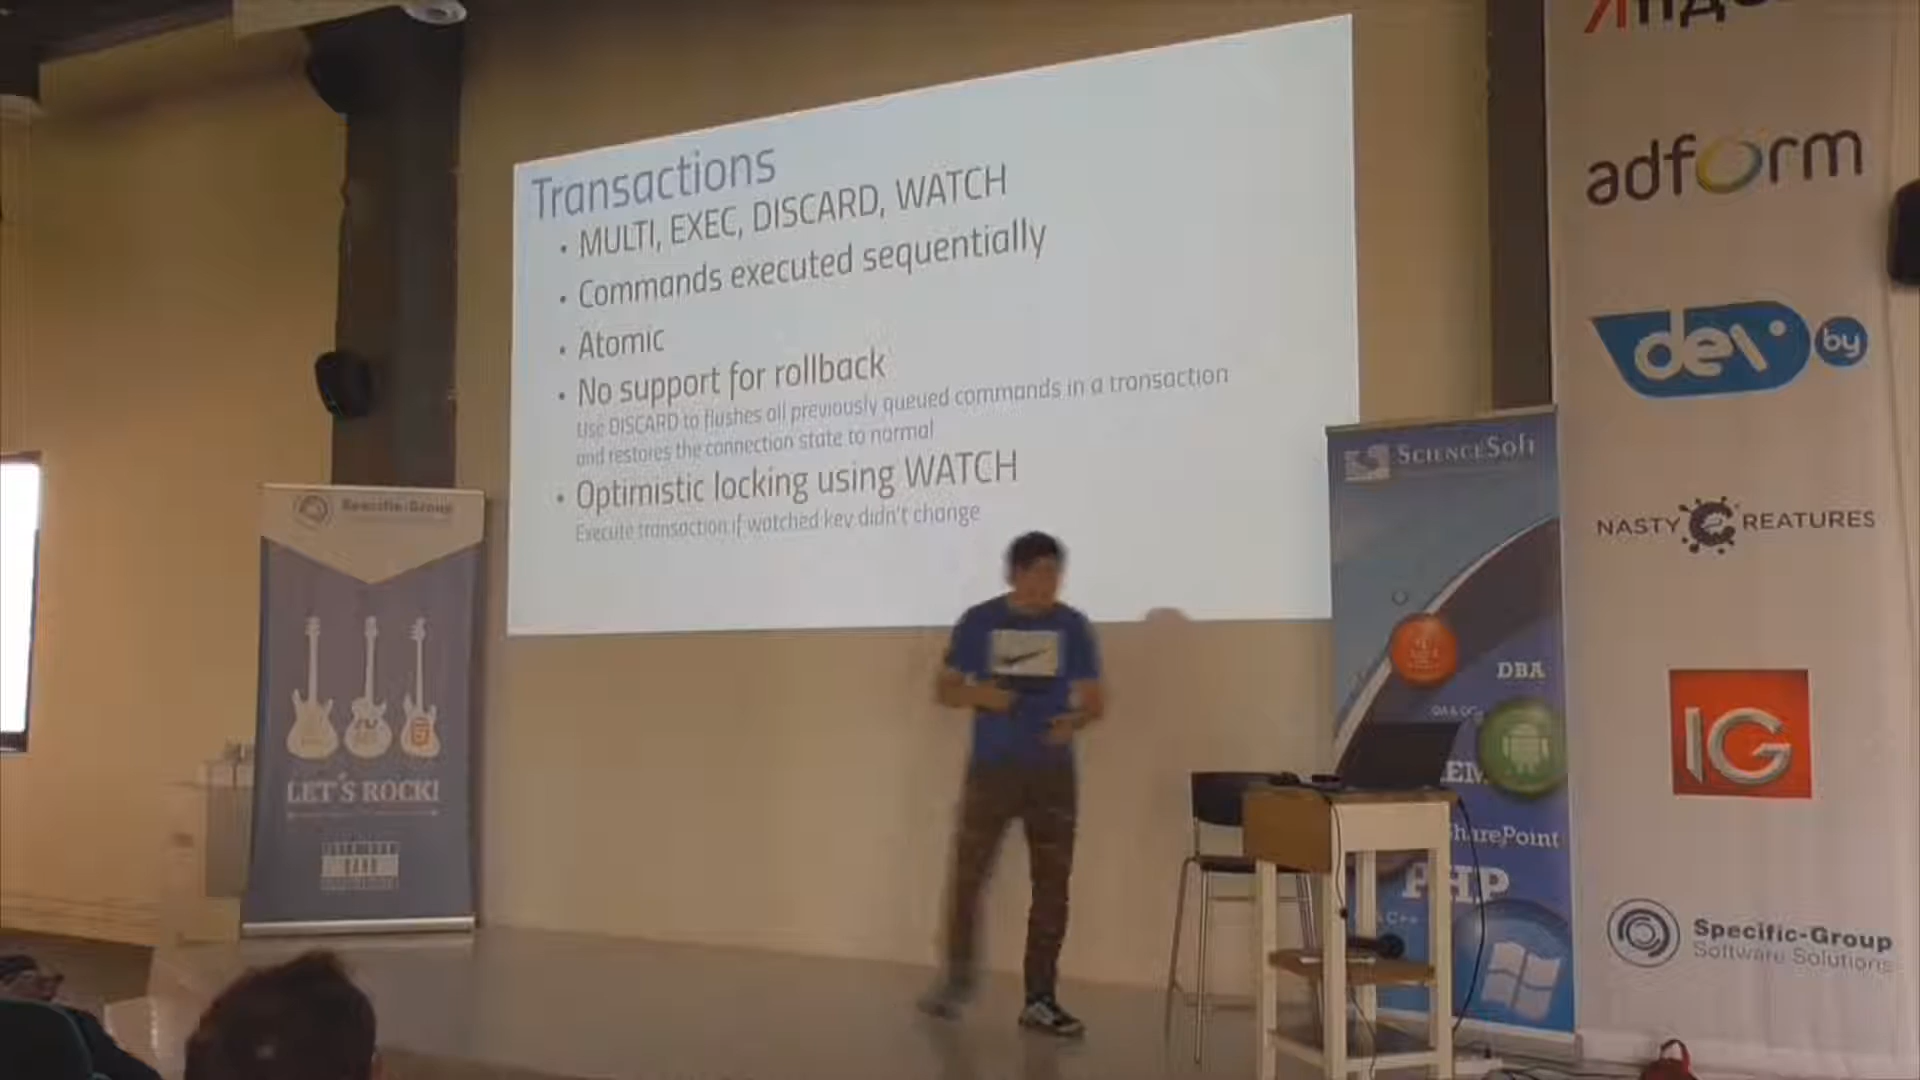 Transactions
• MULTI, EXEC, DISCARD, WATCH
• Commands executed sequentially
• Atomic
• No support for rollback
Use DISCARD to flushes all previously queued commands in a transaction
and restores the connection state to normal
• Optimistic locking using WATCH
Execute transaction if watched key didn't change
Specific-Group
LET'S ROCK!
SCIENCESOFT
DBA
SharePoint
PHP
C++
adform
dev by
NASTY CREATURES
IG
Specific-Group
Software Solutions